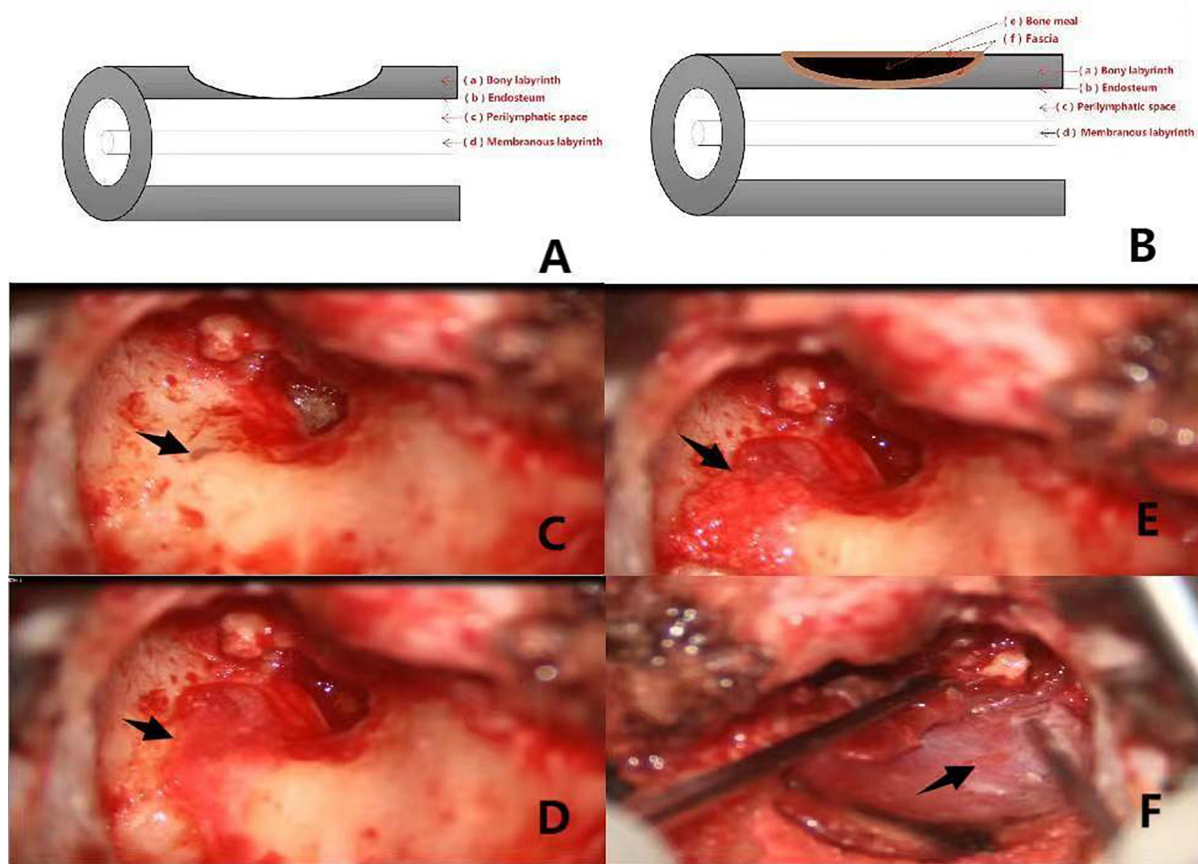 ( a ) Bony labyrinth
( b ) Endosteum
( c ) Perilymphatic space
( d ) Membranous labyrinth
A
( e ) Bone meal
( f ) Fascia
( a ) Bony labyrinth
( b ) Endosteum
( c ) Perilymphatic space
( d ) Membranous labyrinth
B
C
E
D
F